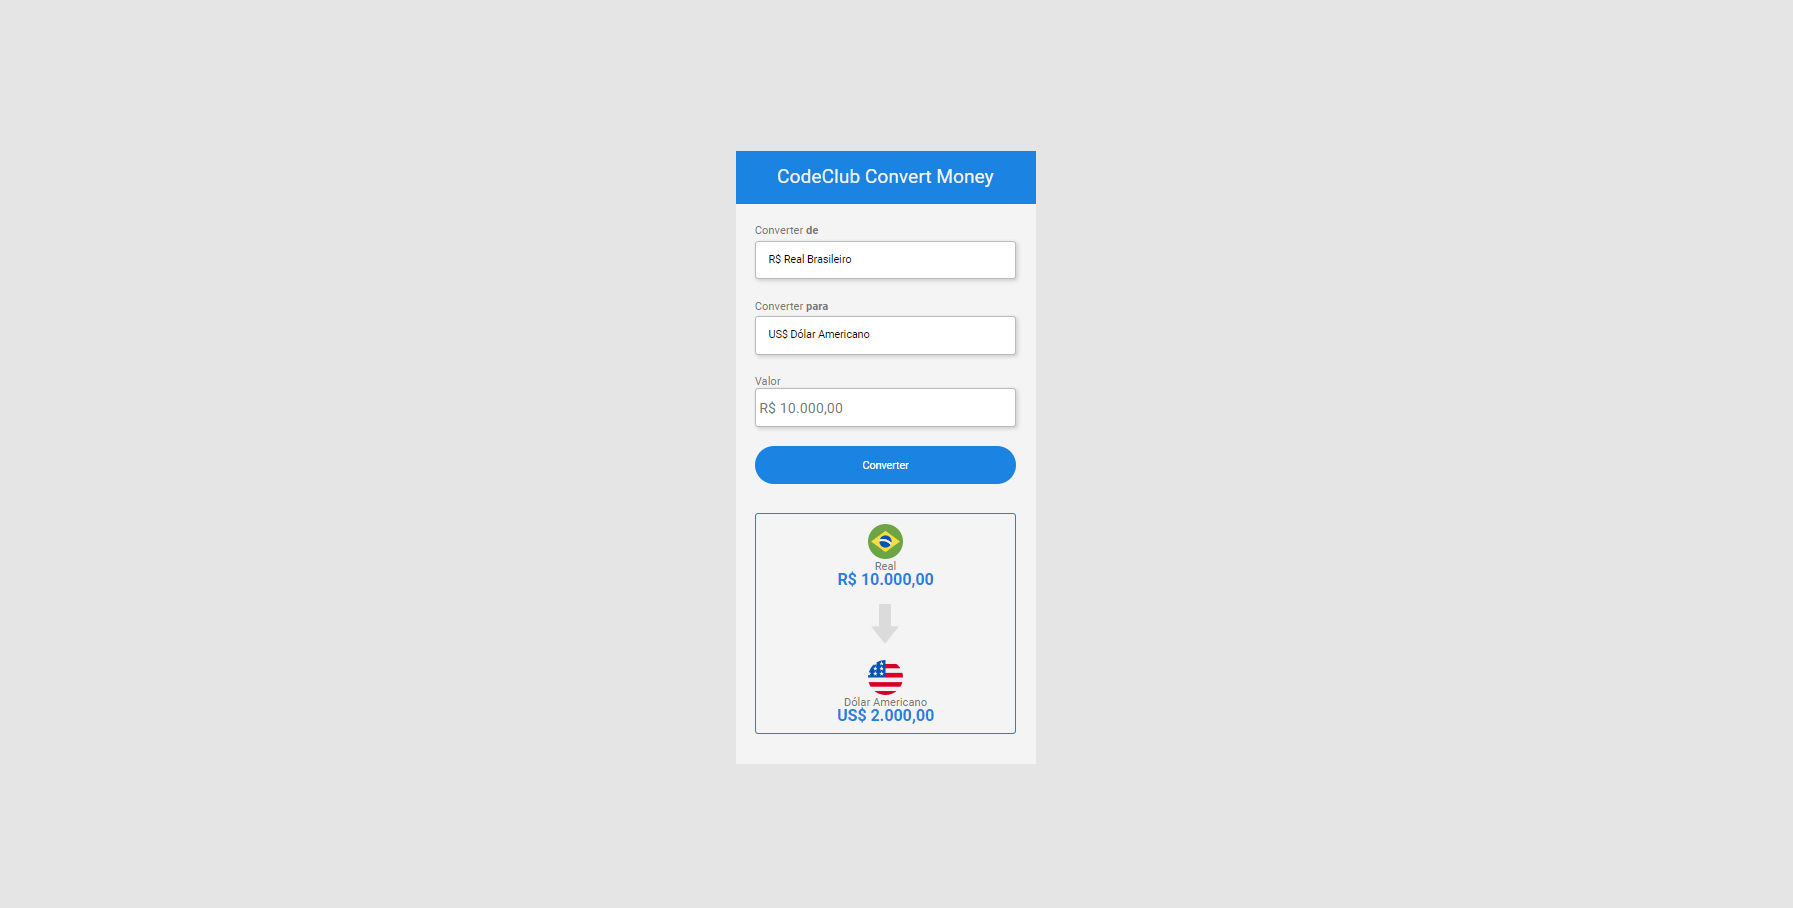 CodeClub Convert Money
Converter de
R$ Real Brasileiro
Converter para
US$ Dólar Americano
Valor
R$ 10.000,00
Converter
Real
R$ 10.000,00
Dólar Americano
US$ 2.000,00